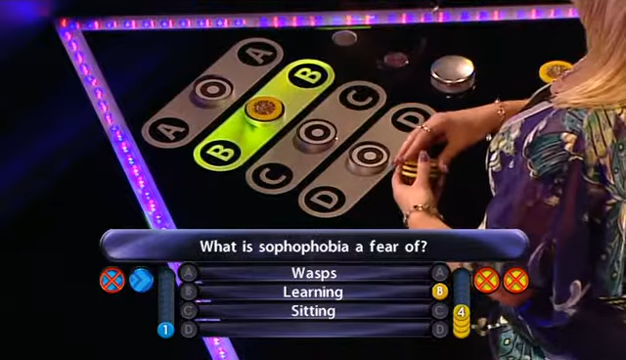 A
B
A
C
B
D
C
D
What is sophophobia a fear of?
A Wasps A
Learning B
C Sitting C
D D
1
4